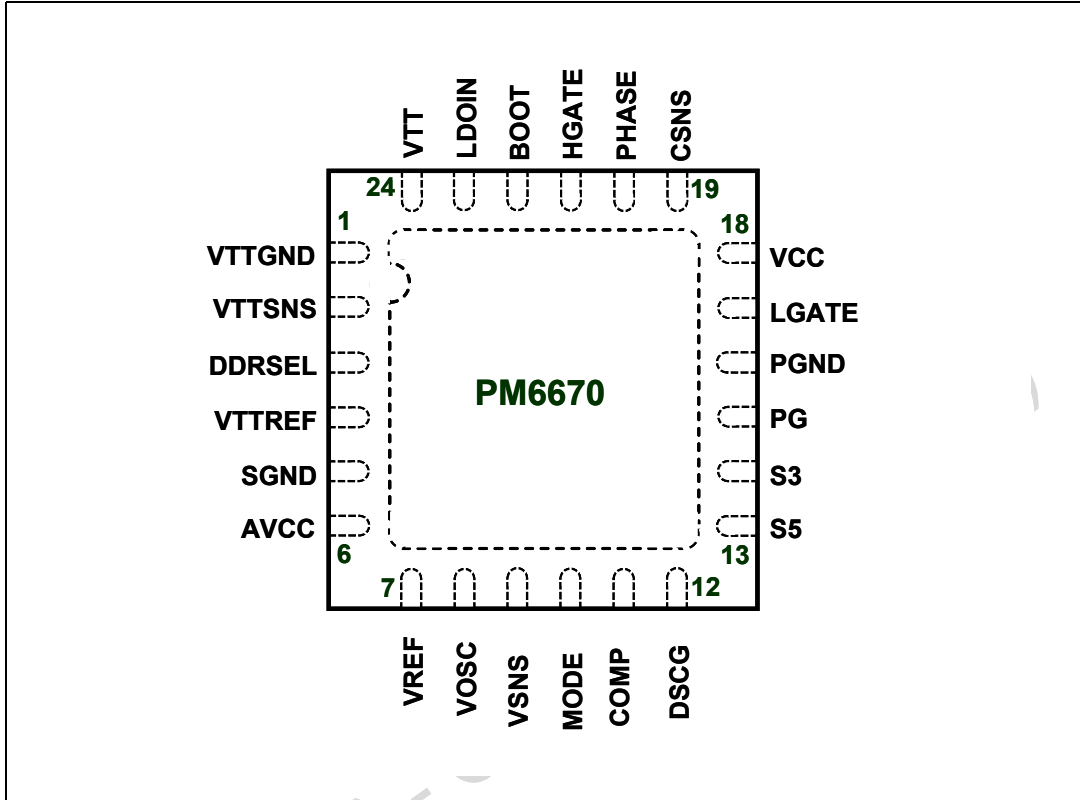 VTT
LDOIN
BOOT
HGATE
PHASE
CSNS
24
19
1
18
VTTGND
VCC
VTTSNS
LGATE
DDRSEL
PGND
PM6670
VTTREF
PG
SGND
S3
AVCC
S5
6
13
7
12
VREF
VOSC
VSNS
MODE
COMP
DSCG